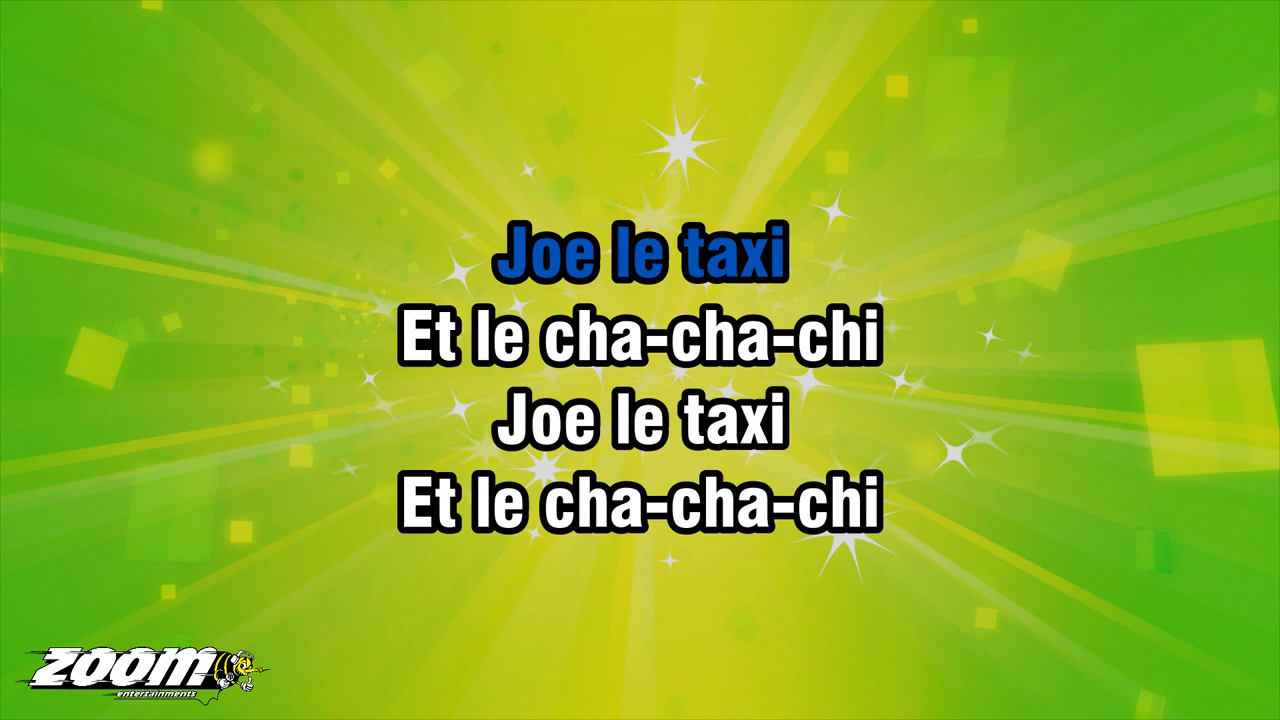 Joe le taxi
Et le cha-cha-chi
Joe le taxi
Et le cha-cha-chi
zoom
entertainments